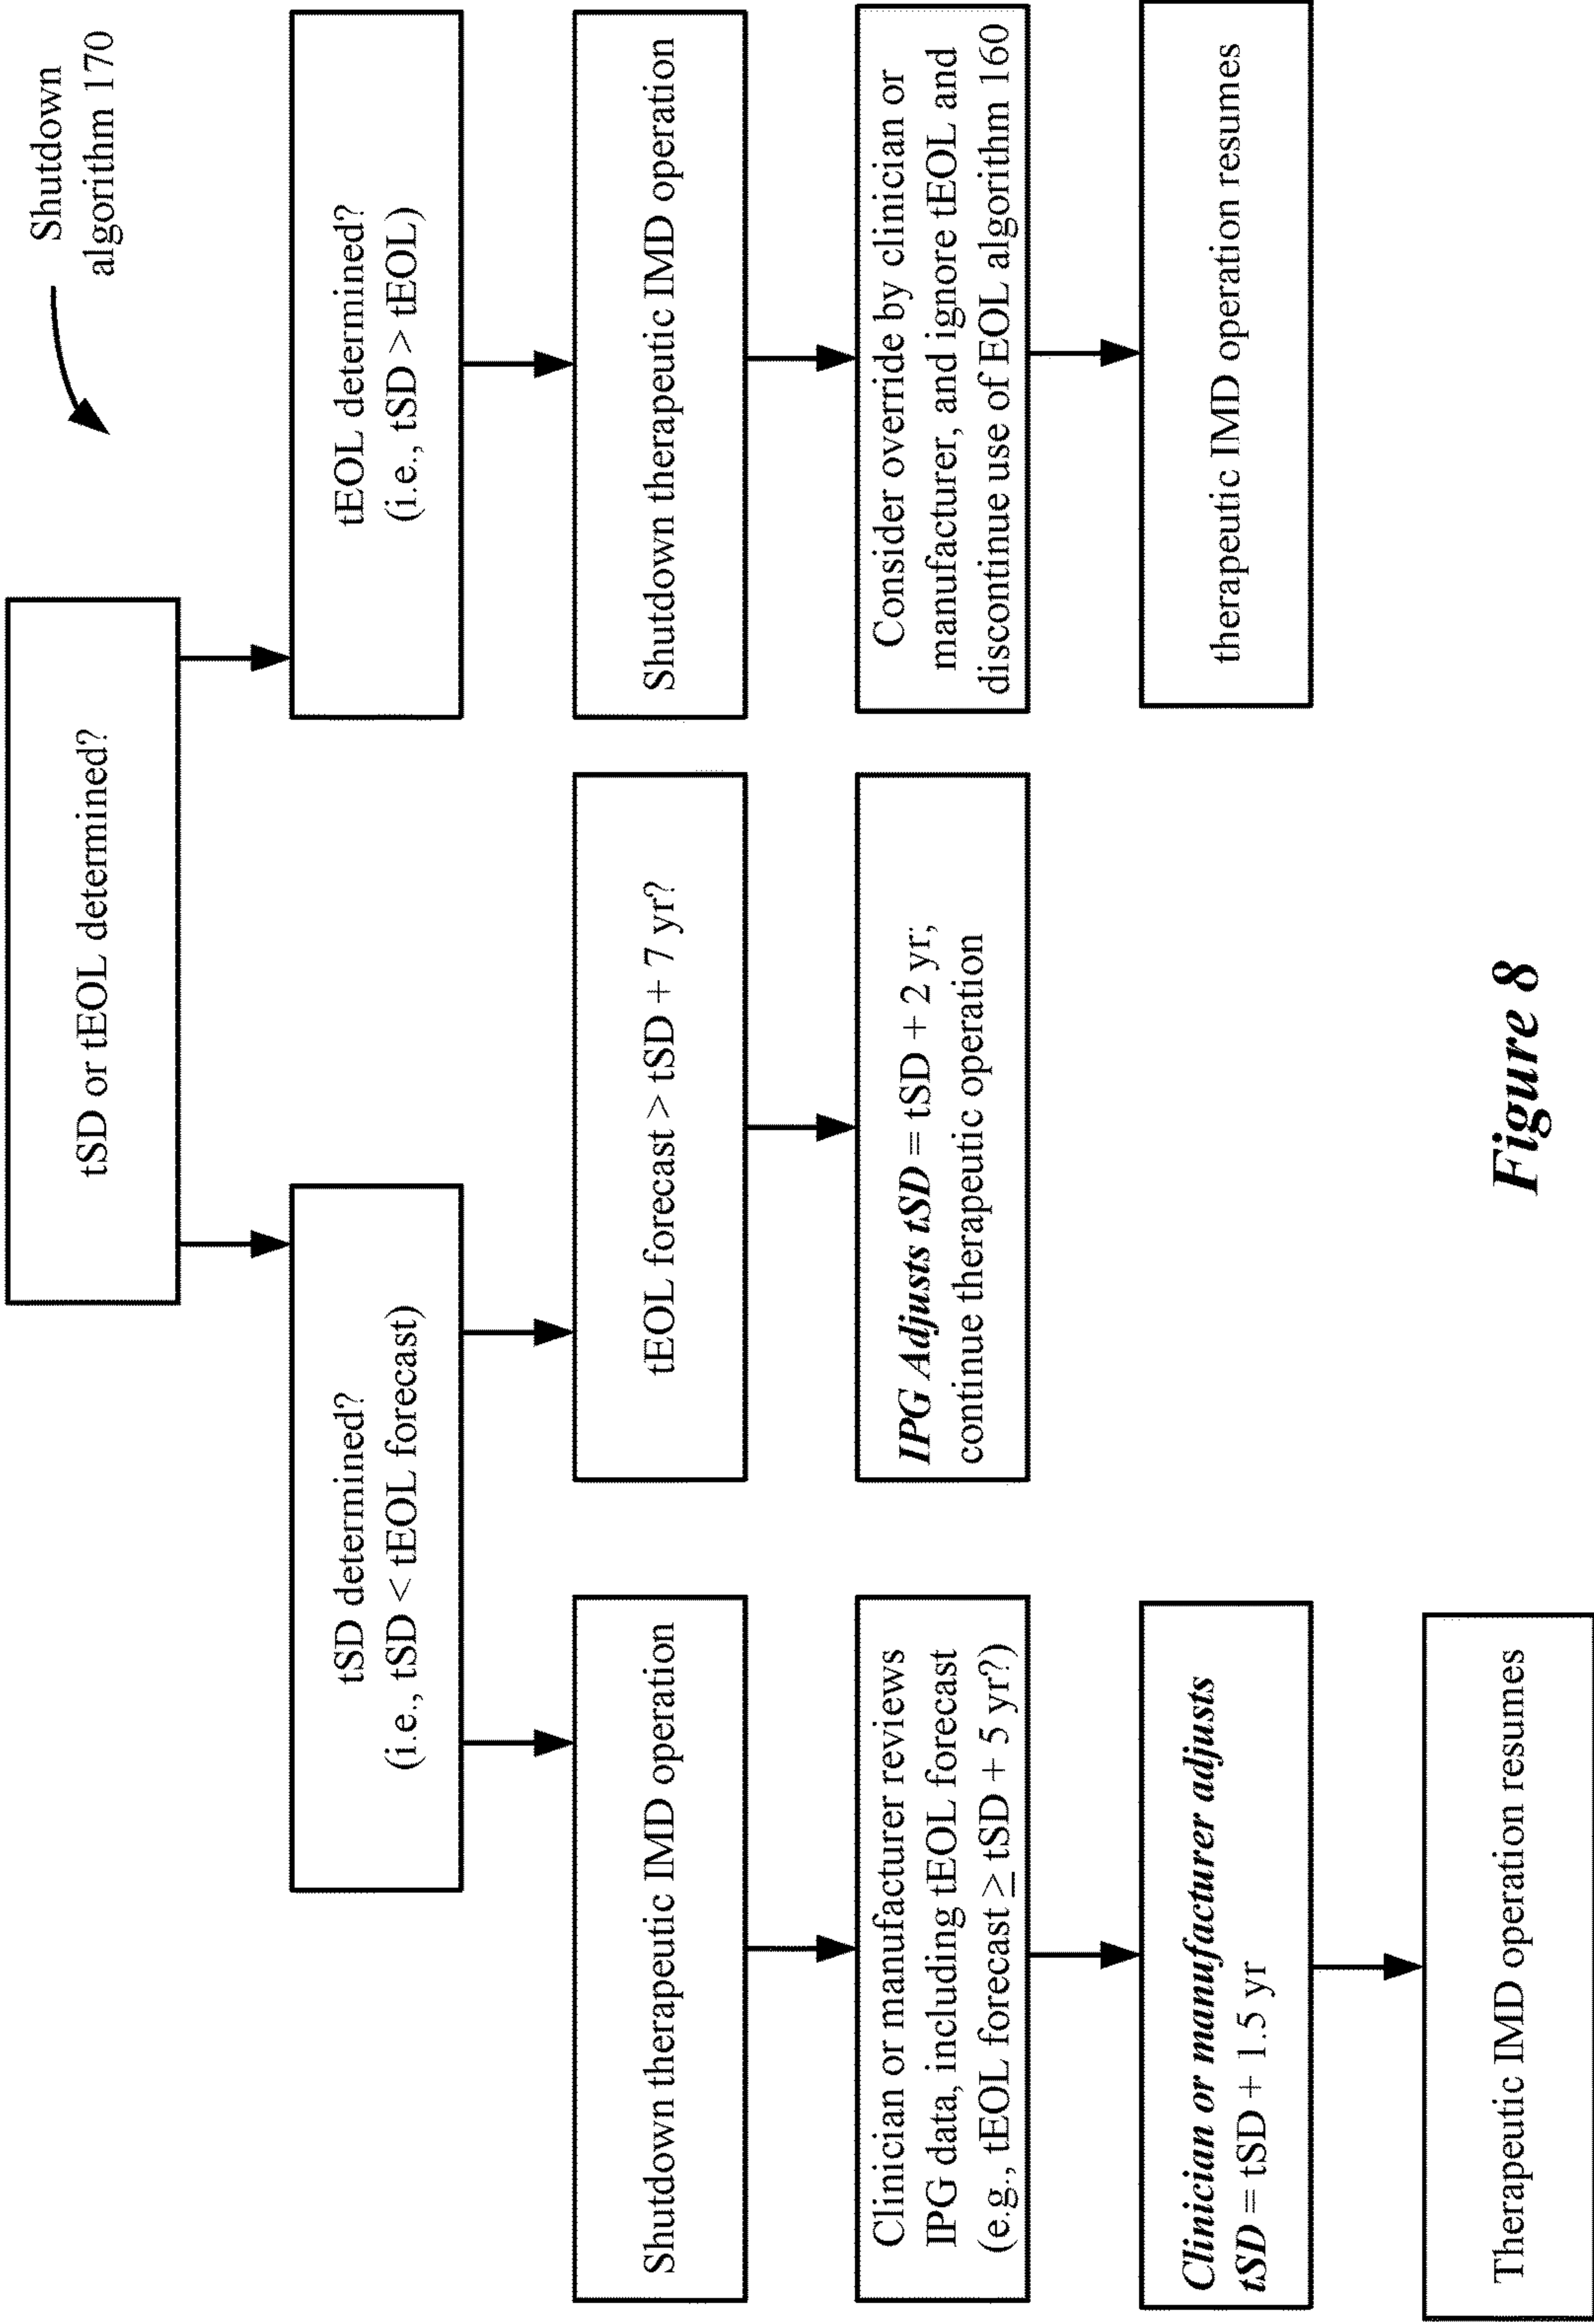 Shutdown
algorithm 170
tSD or tEOL determined?
tSD determined?
(i.e., tSD < tEOL forecast)
tEOL determined?
(i.e., tSD > tEOL)
Shutdown therapeutic IMD operation
tEOL forecast > tSD + 7 yr?
Shutdown therapeutic IMD operation
Clinician or manufacturer reviews
IPG data, including tEOL forecast
(e.g., tEOL forecast ≥ tSD + 5 yr?)
IPG Adjusts tSD = tSD + 2 yr;
continue therapeutic operation
Consider override by clinician or
manufacturer, and ignore tEOL and
discontinue use of EOL algorithm 160
Clinician or manufacturer adjusts
tSD = tSD + 1.5 yr
therapeutic IMD operation resumes
Therapeutic IMD operation resumes
Figure 8